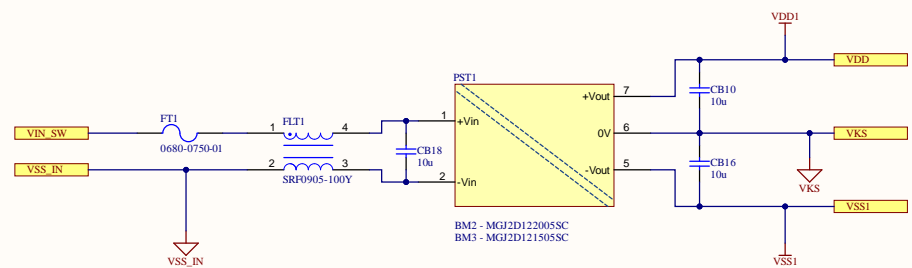 VDD1
VDD
PST1
CB10
10u
+Vout
7
FT1
FLT1
VIN_SW
1
4
1
+Vin
0V
6
VKS
0680-0750-01
CB18
10u
VSS_IN
2
3
2
-Vin
-Vout
5
CB16
10u
SRF0905-100Y
VKS
VSS1
BM2 - MGJ2D122005SC
BM3 - MGJ2D121505SC
VSS_IN
VSS1